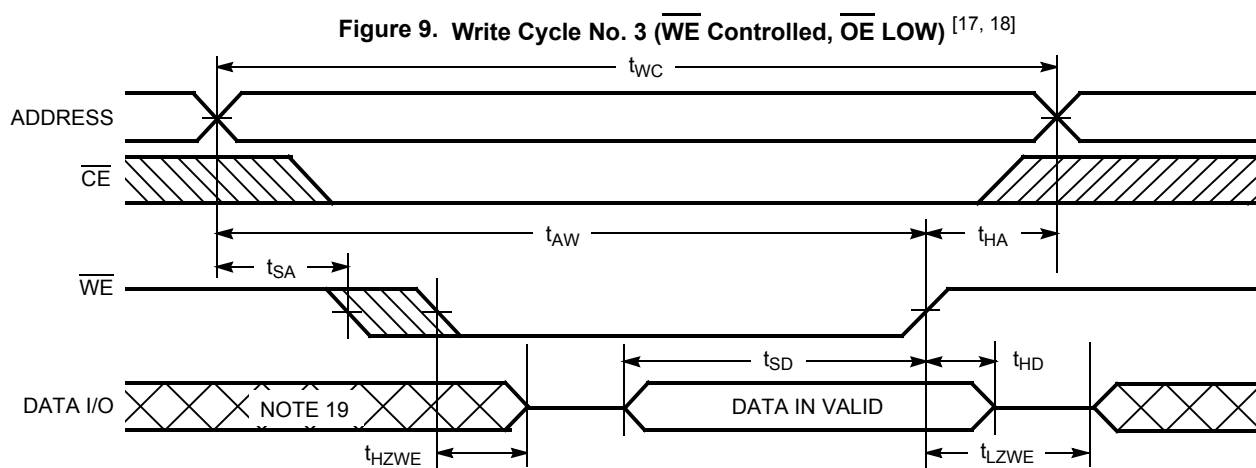 Figure 9. Write Cycle No. 3 (WE Controlled, OE LOW) [17, 18]
tWC
ADDRESS
CE
tAW
tHA
tSA
WE
tSD
tHD
DATA I/O
NOTE 19
DATA IN VALID
tHZWE
tLZWE